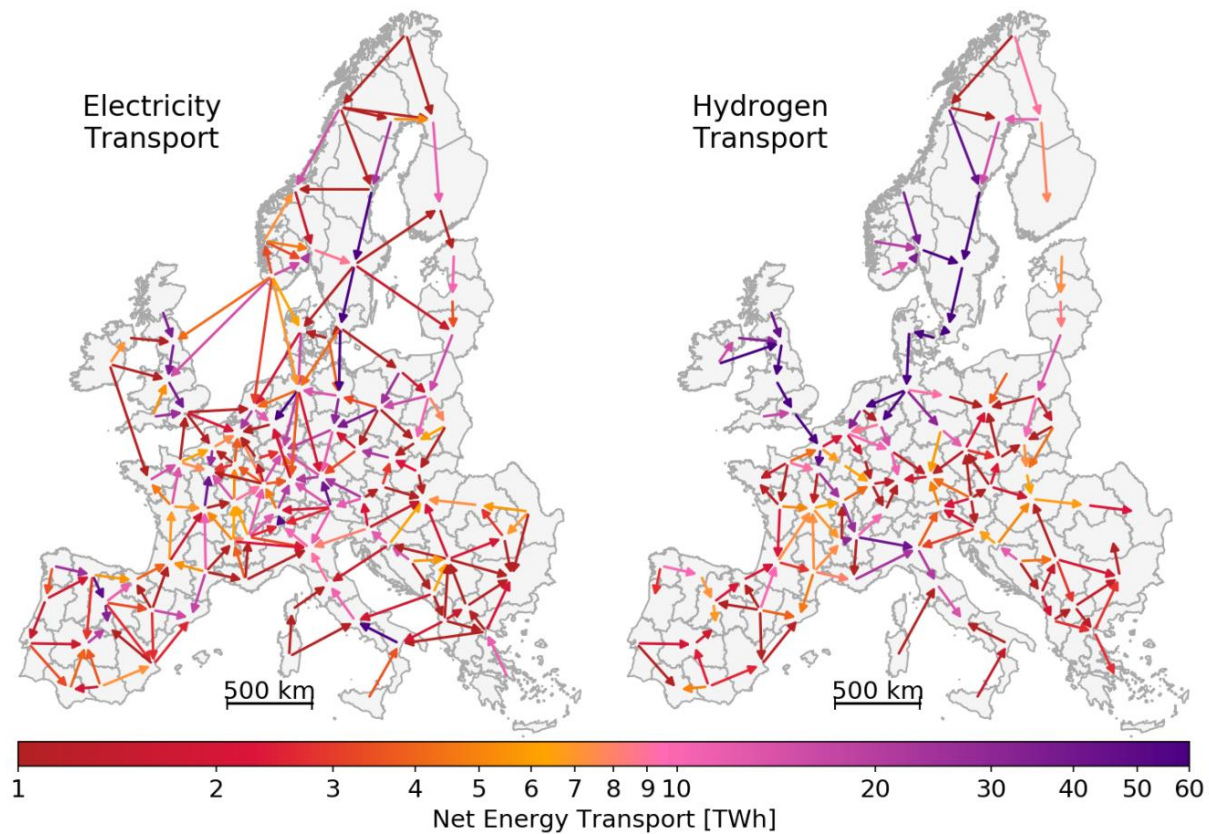 Electricity
Transport
Hydrogen
Transport
500 km
500 km
1 2 3 4 5 6 7 8 9 10 20 30 40 50 60
Net Energy Transport [TWh]